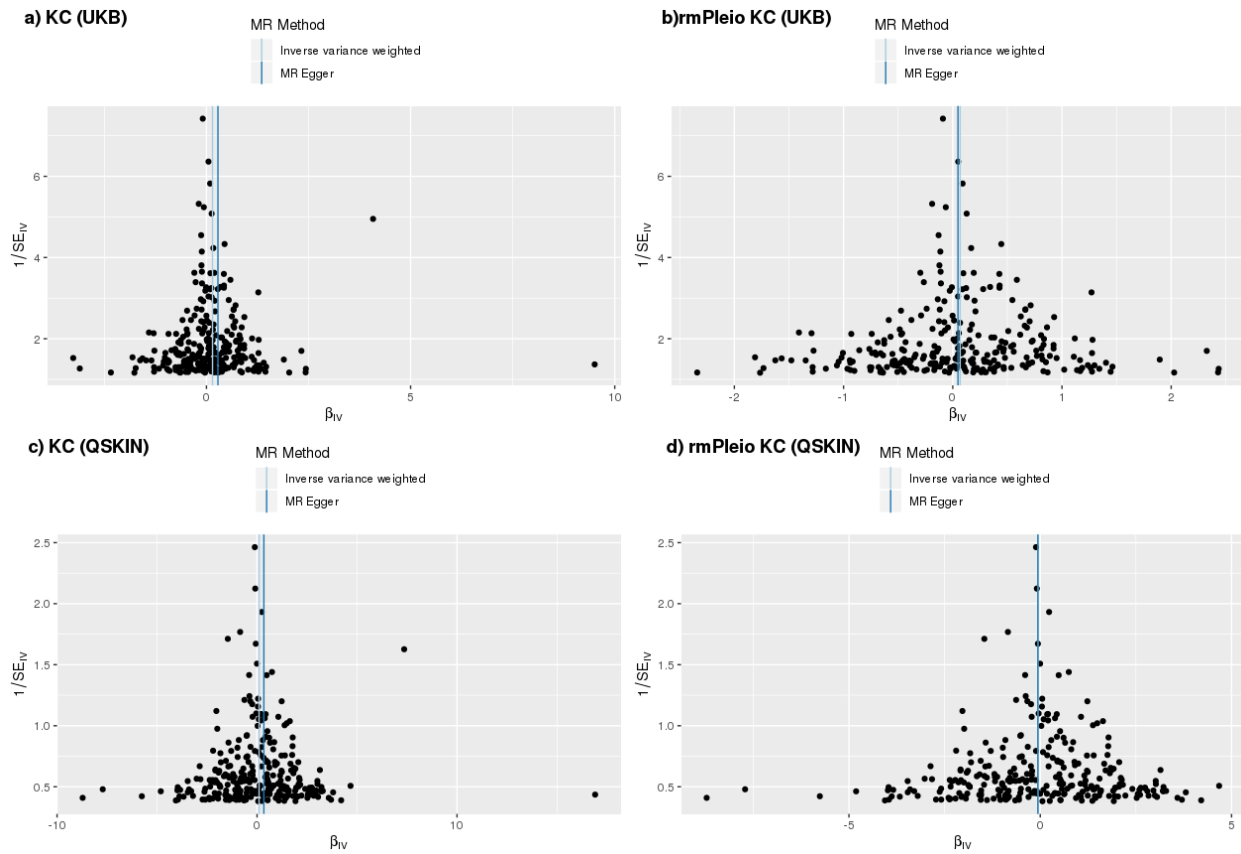 a) KC (UKB)
MR Method
Inverse variance weighted
MR Egger
6
4
2
1/SE_IV
0
5
10
β_IV
b)rmPleio KC (UKB)
MR Method
Inverse variance weighted
MR Egger
6
4
2
1/SE_IV
-2
-1
0
1
2
β_IV
c) KC (QSKIN)
MR Method
Inverse variance weighted
MR Egger
2.5
2.0
1.5
1.0
0.5
1/SE_IV
-10
0
10
β_IV
d) rmPleio KC (QSKIN)
MR Method
Inverse variance weighted
MR Egger
2.5
2.0
1.5
1.0
0.5
1/SE_IV
-5
0
5
β_IV